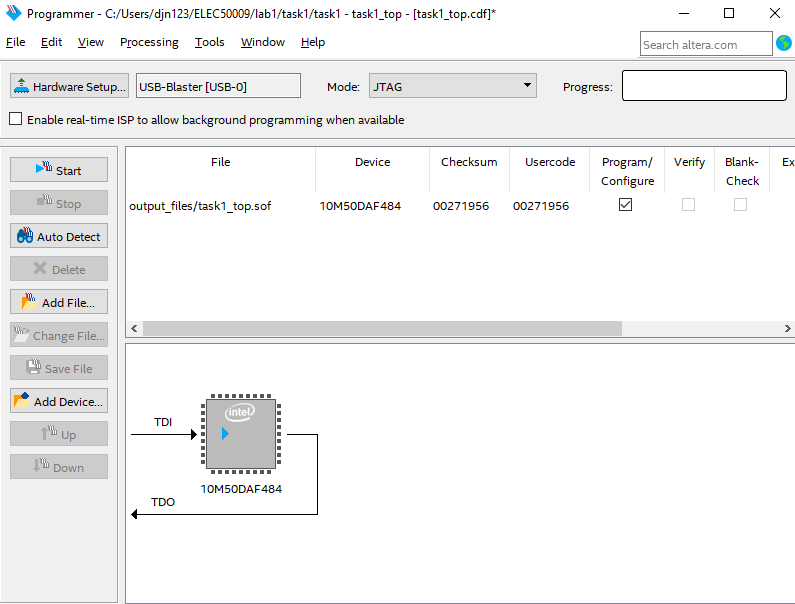 Programmer - C:/Users/djn123/ELEC50009/lab1/task1/task1 - task1_top - [task1_top.cdf]*
File Edit View Processing Tools Window Help
Search altera.com
Hardware Setup... USB-Blaster [USB-0] Mode: JTAG Progress:
Enable real-time ISP to allow background programming when available
Start
Stop
Auto Detect
Delete
Add File...
Change File...
Save File
Add Device...
Up
Down
File Device Checksum Usercode Program/ Verify Blank- Ex
Configure Check
output_files/task1_top.sof 10M50DAF484 00271956 00271956
intel
TDI
10M50DAF484
TDO